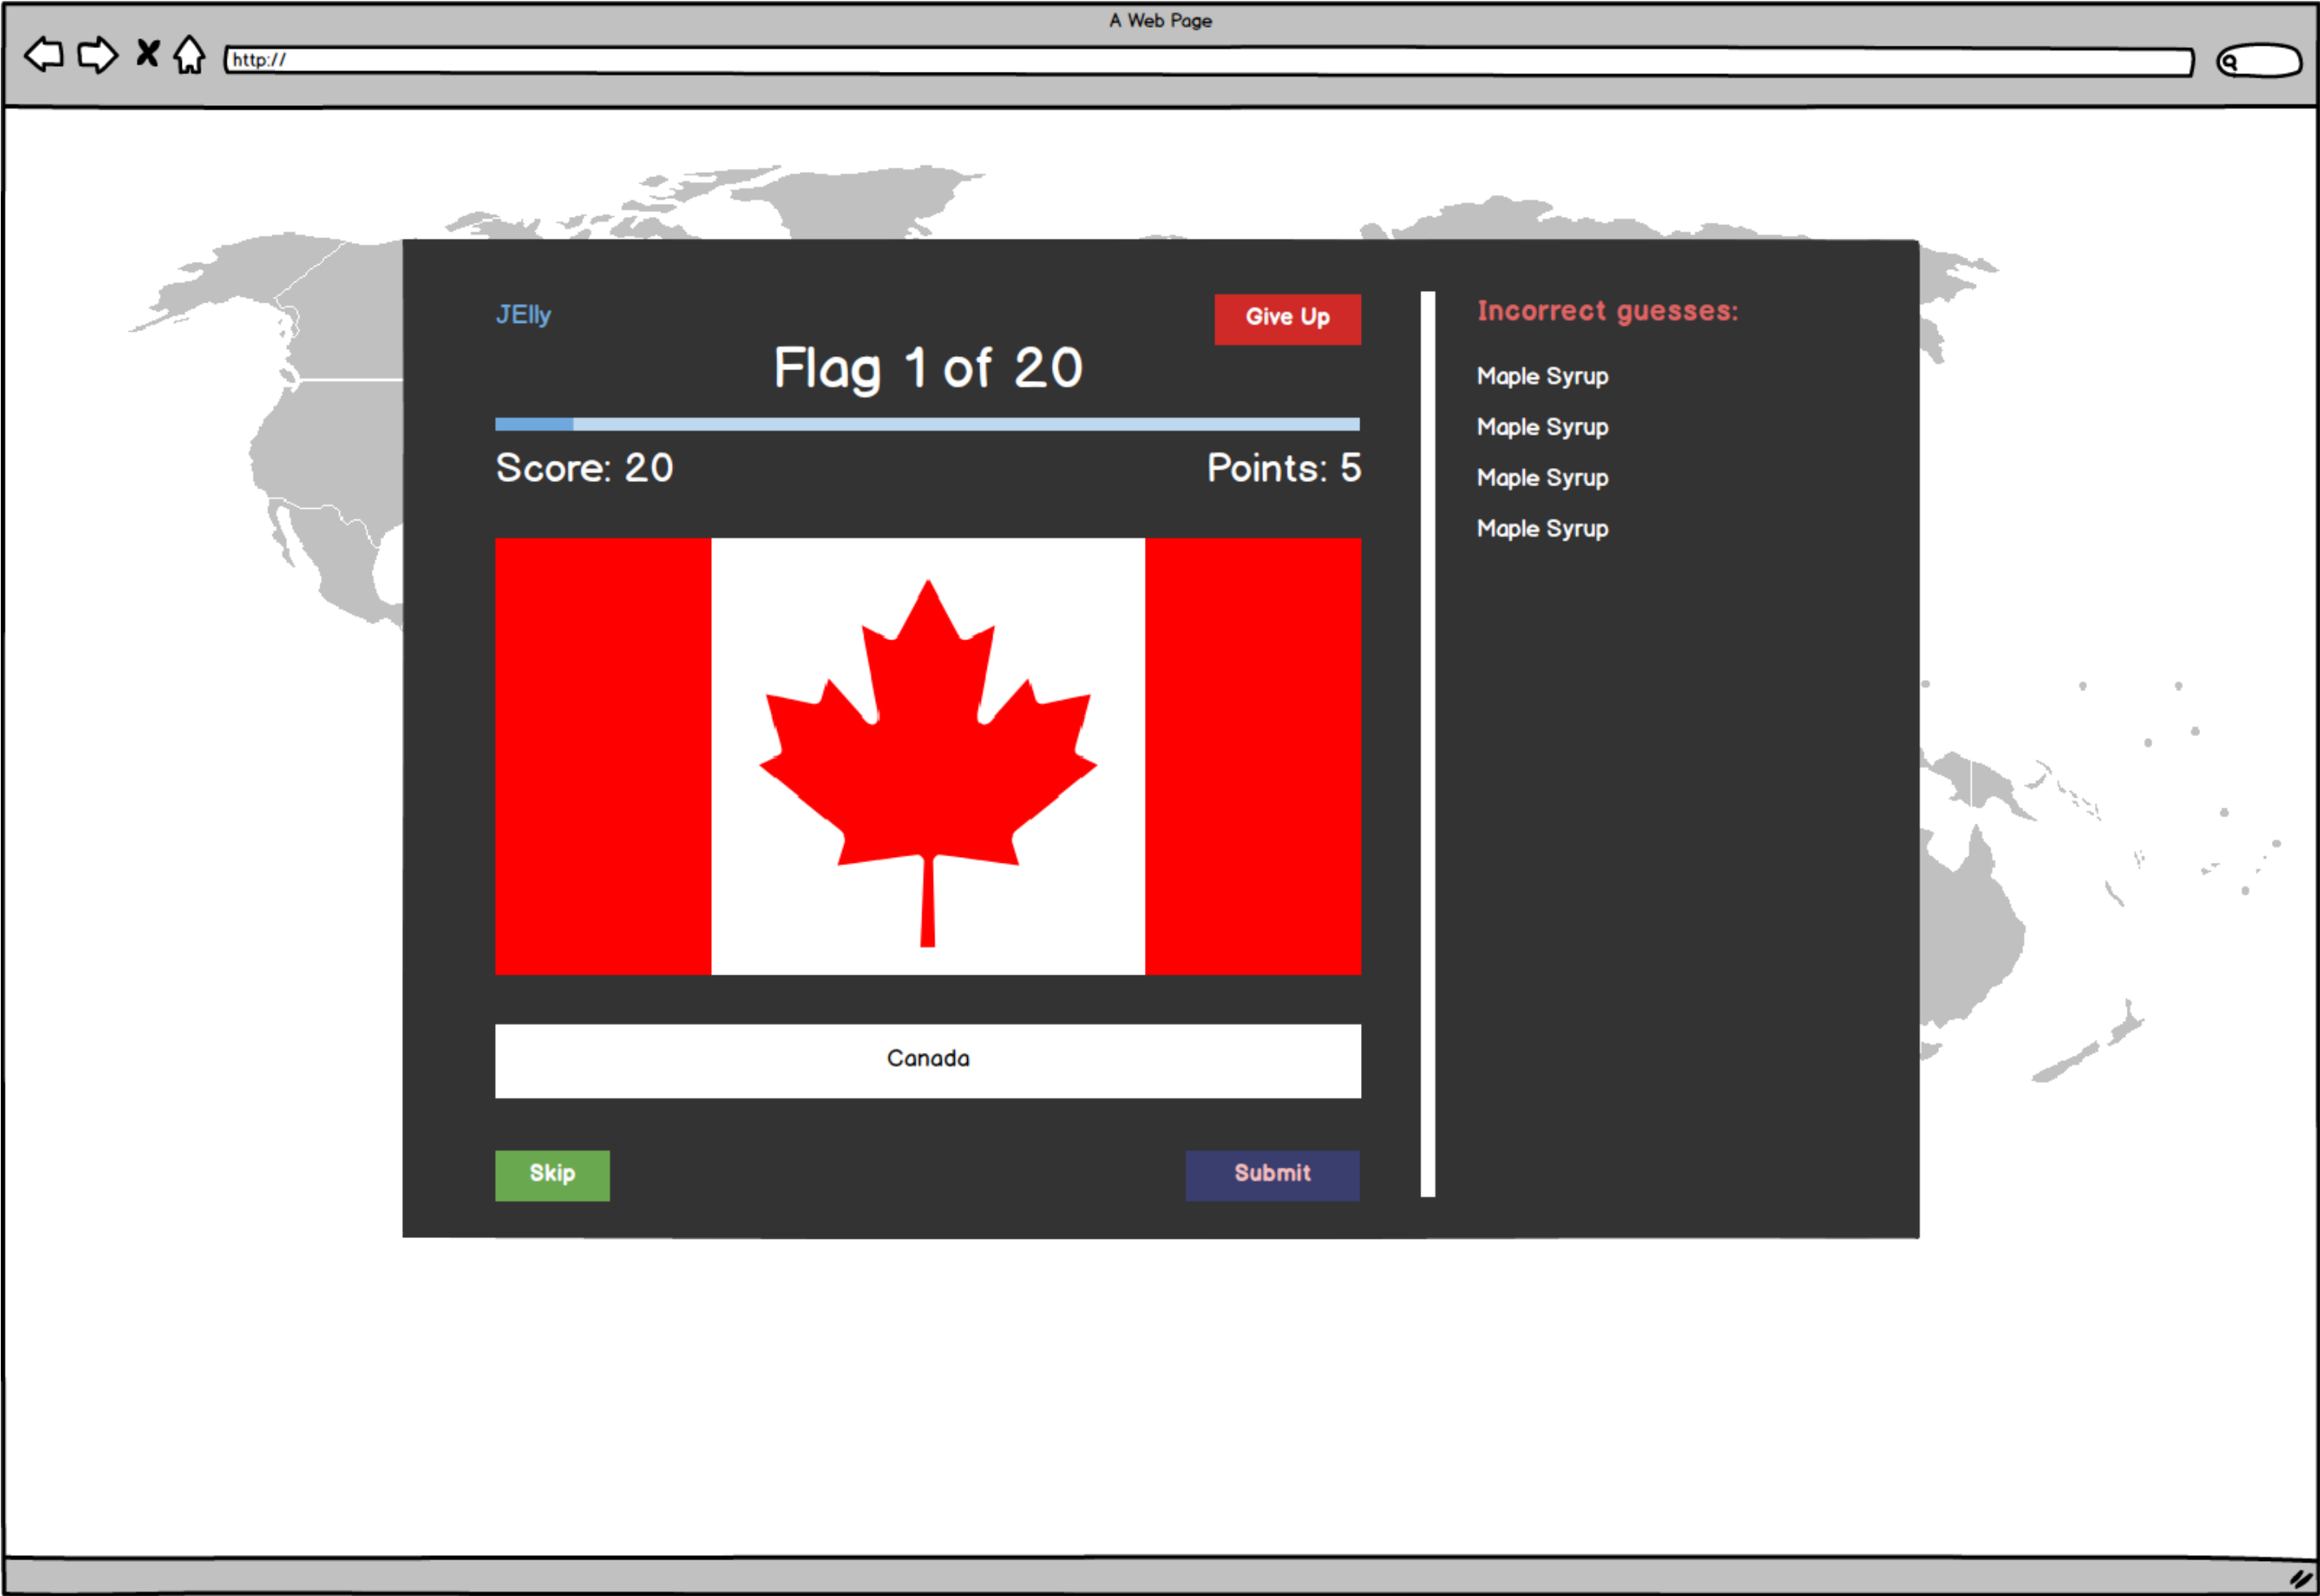 A Web Page
http://
JElly
Give Up
Flag 1 of 20
Score: 20
Points: 5
Canada
Skip
Submit
Incorrect guesses:
Maple Syrup
Maple Syrup
Maple Syrup
Maple Syrup